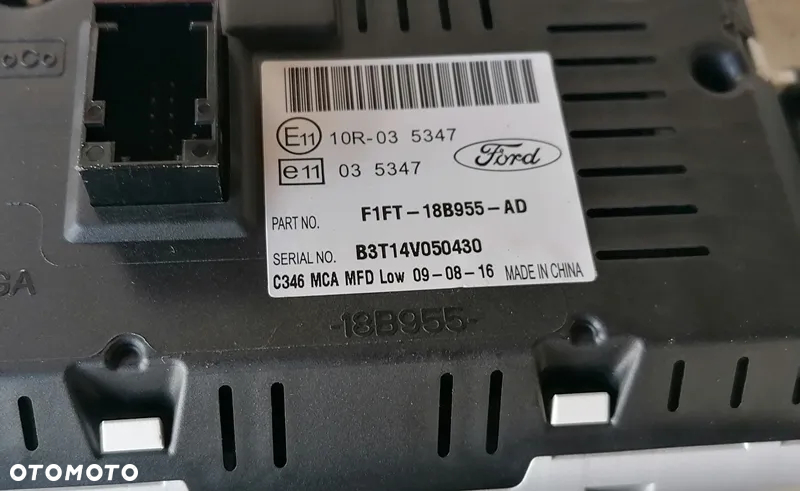 E11 10R-03 5347
e11 03 5347
Ford
PART NO. F1FT-18B955-AD
SERIAL NO. B3T14V050430
C346 MCA MFD Low 09-08-16 MADE IN CHINA
-18B955-
OTOMOTO